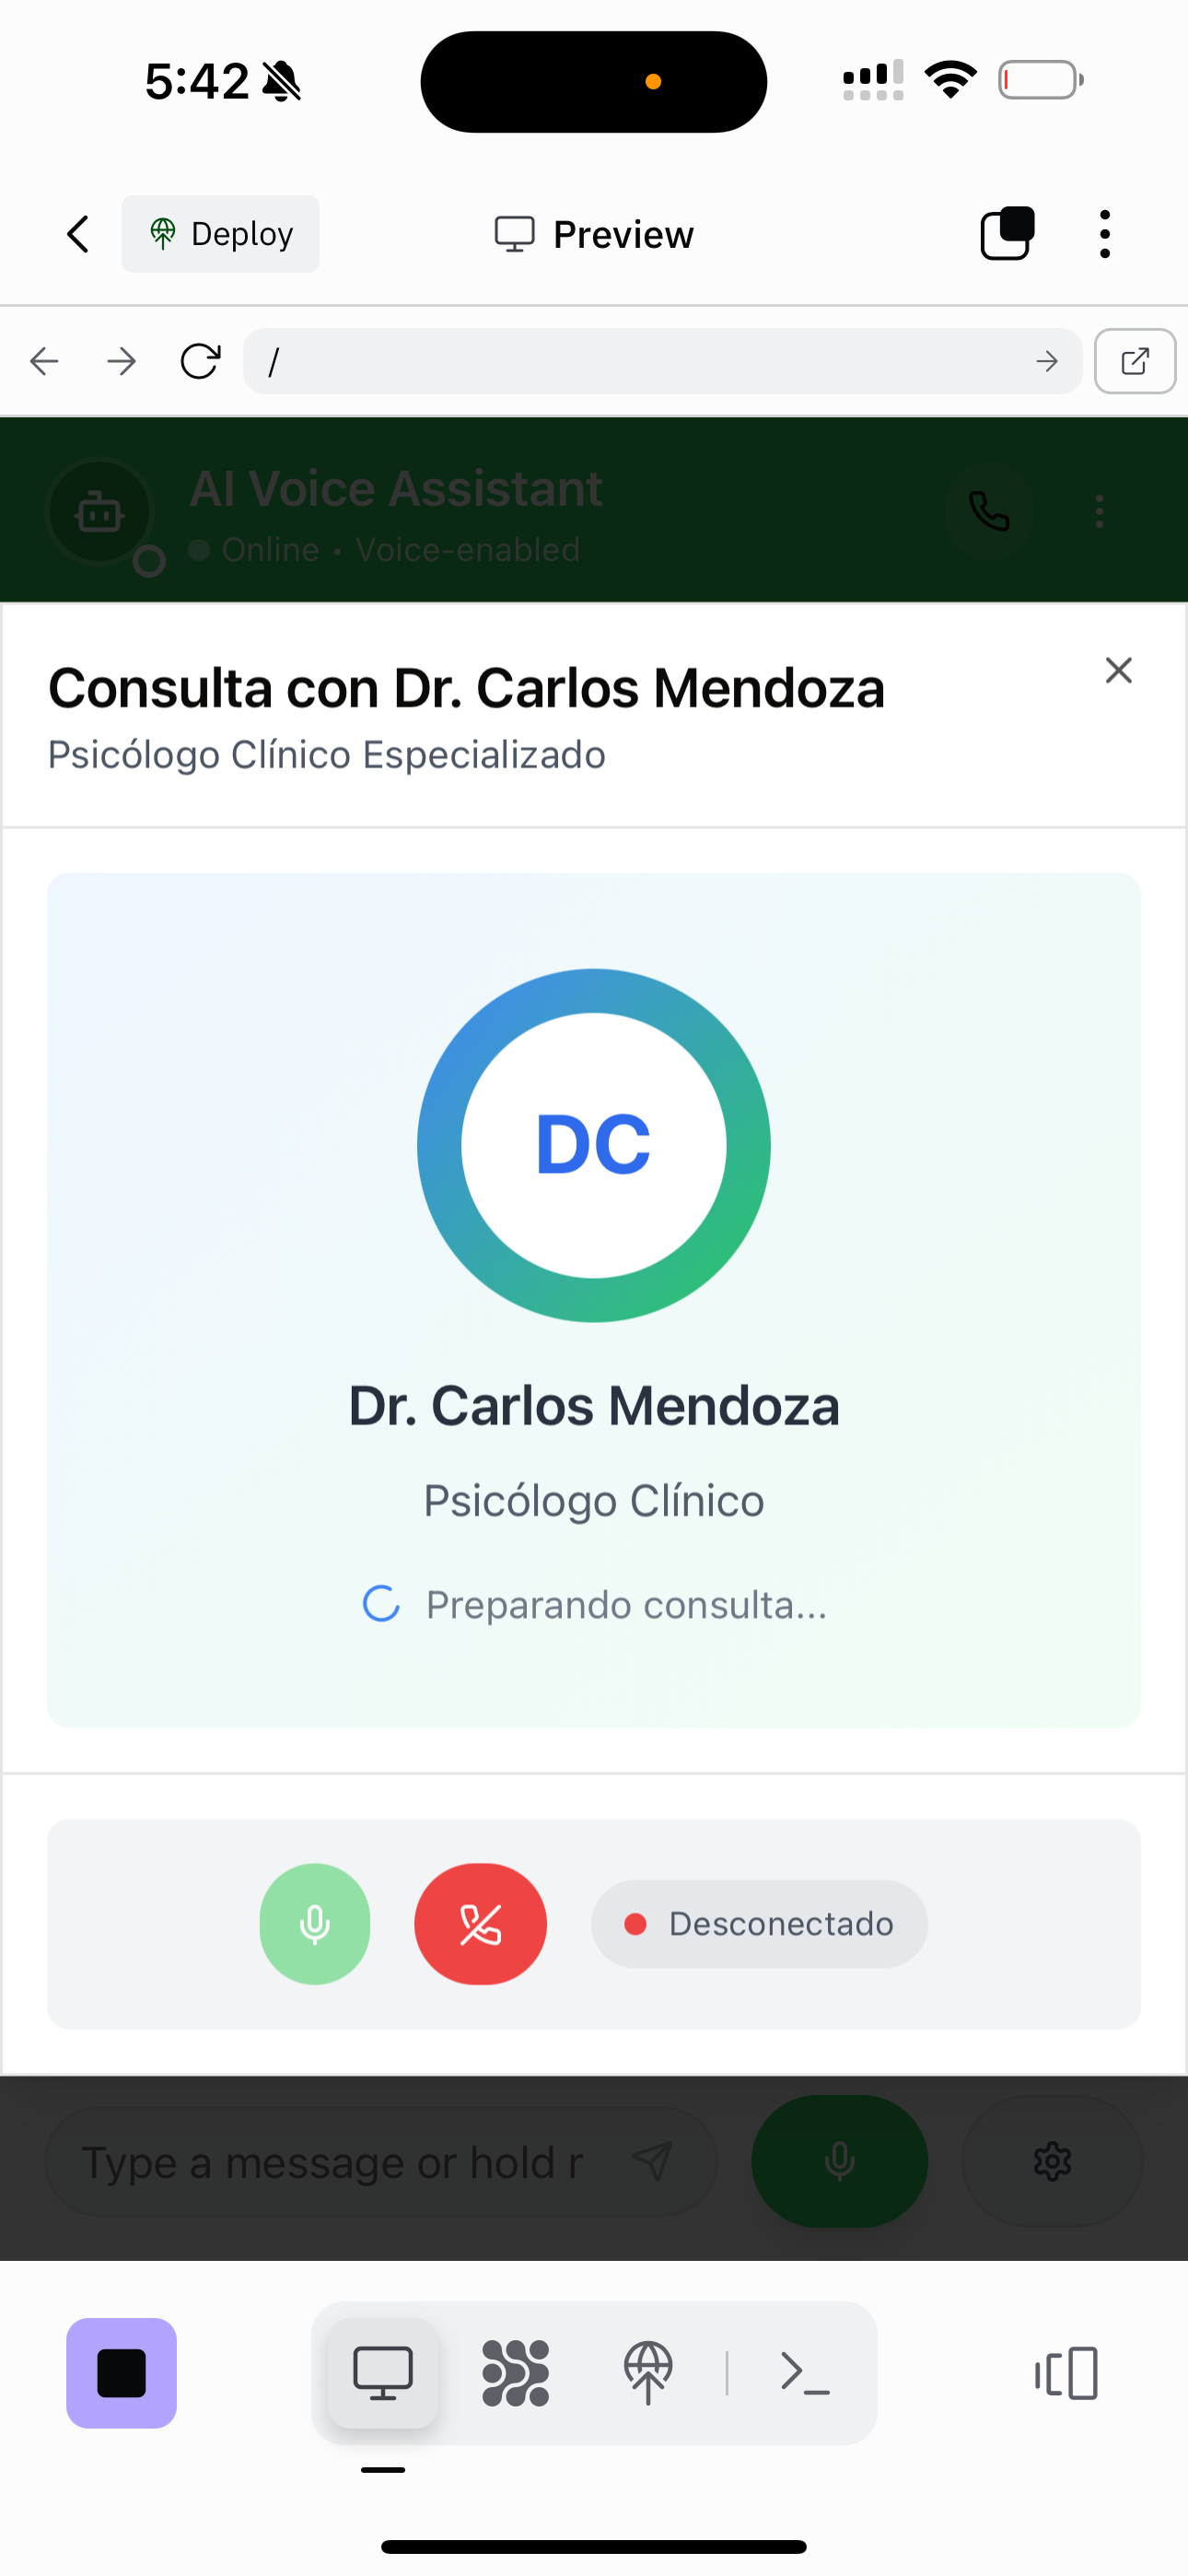 5:42
Deploy
Preview
/
AI Voice Assistant
Online • Voice-enabled
Consulta con Dr. Carlos Mendoza
Psicólogo Clínico Especializado
DC
Dr. Carlos Mendoza
Psicólogo Clínico
Preparando consulta...
Desconectado
Type a message or hold r